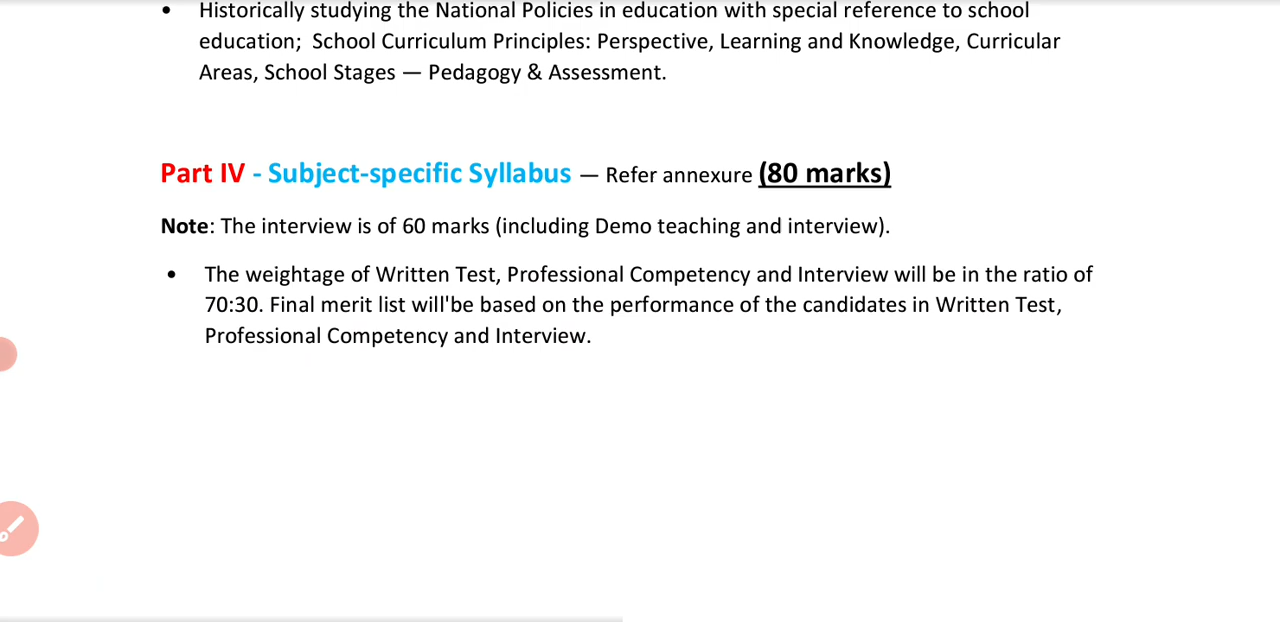 • Historically studying the National Policies in education with special reference to school
education;  School Curriculum Principles: Perspective, Learning and Knowledge, Curricular
Areas, School Stages — Pedagogy & Assessment.
Part IV - Subject-specific Syllabus — Refer annexure (80 marks)
Note: The interview is of 60 marks (including Demo teaching and interview).
• The weightage of Written Test, Professional Competency and Interview will be in the ratio of
70:30. Final merit list will'be based on the performance of the candidates in Written Test,
Professional Competency and Interview.